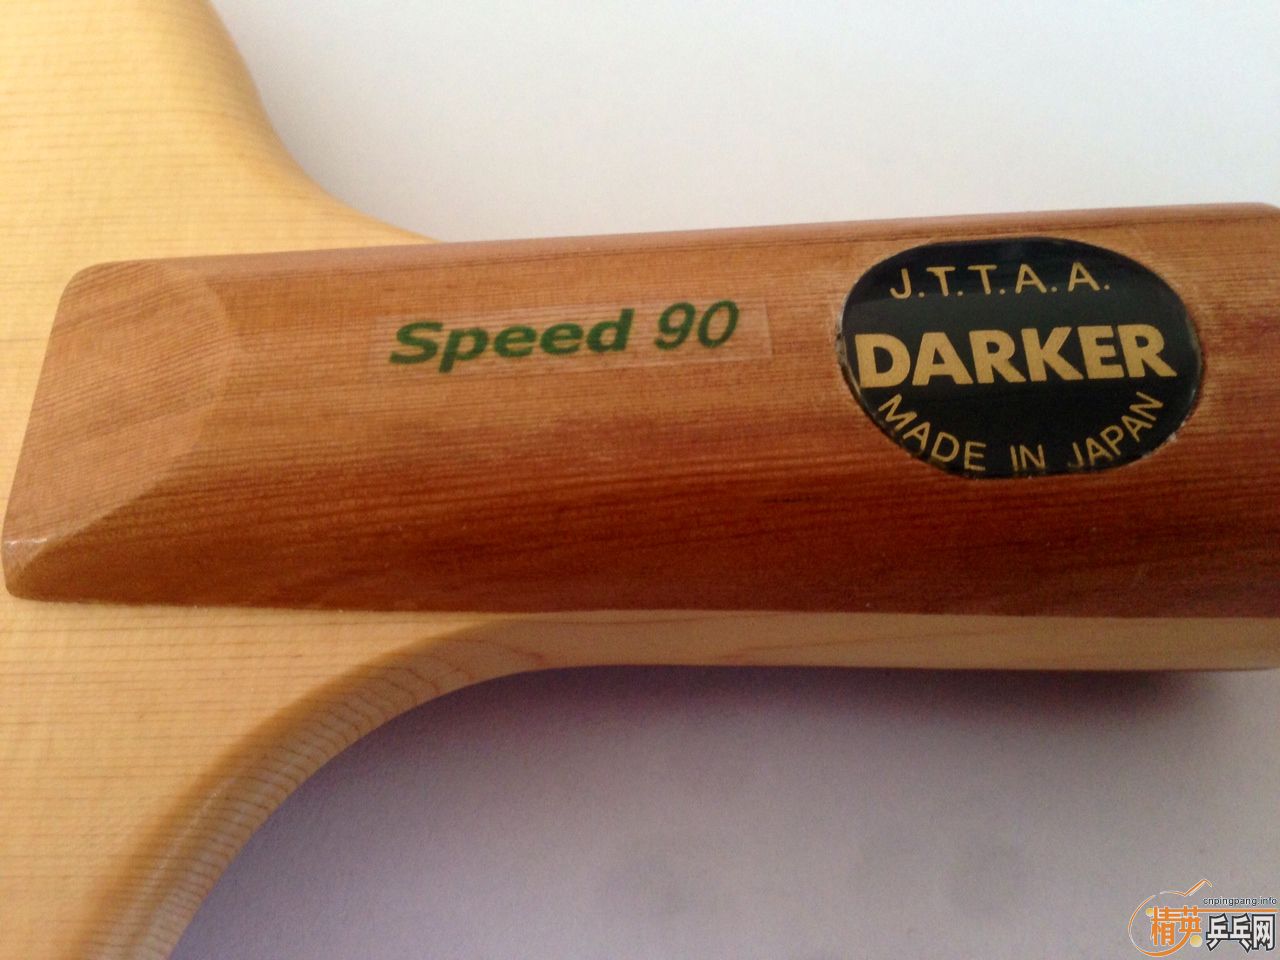 Speed 90
J.T.T.A.A.
DARKER
MADE IN JAPAN
cnpingpang.info
精英乒乓网